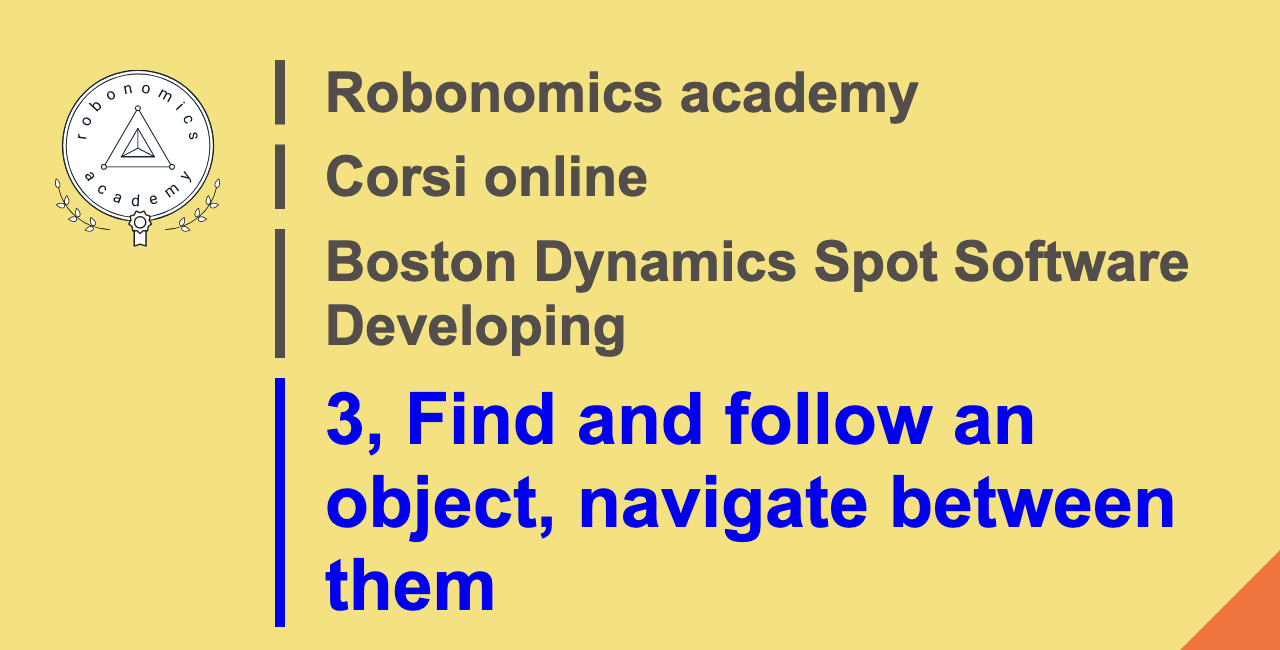 robonomics
academy
Robonomics academy
Corsi online
Boston Dynamics Spot Software
Developing
3, Find and follow an
object, navigate between
them